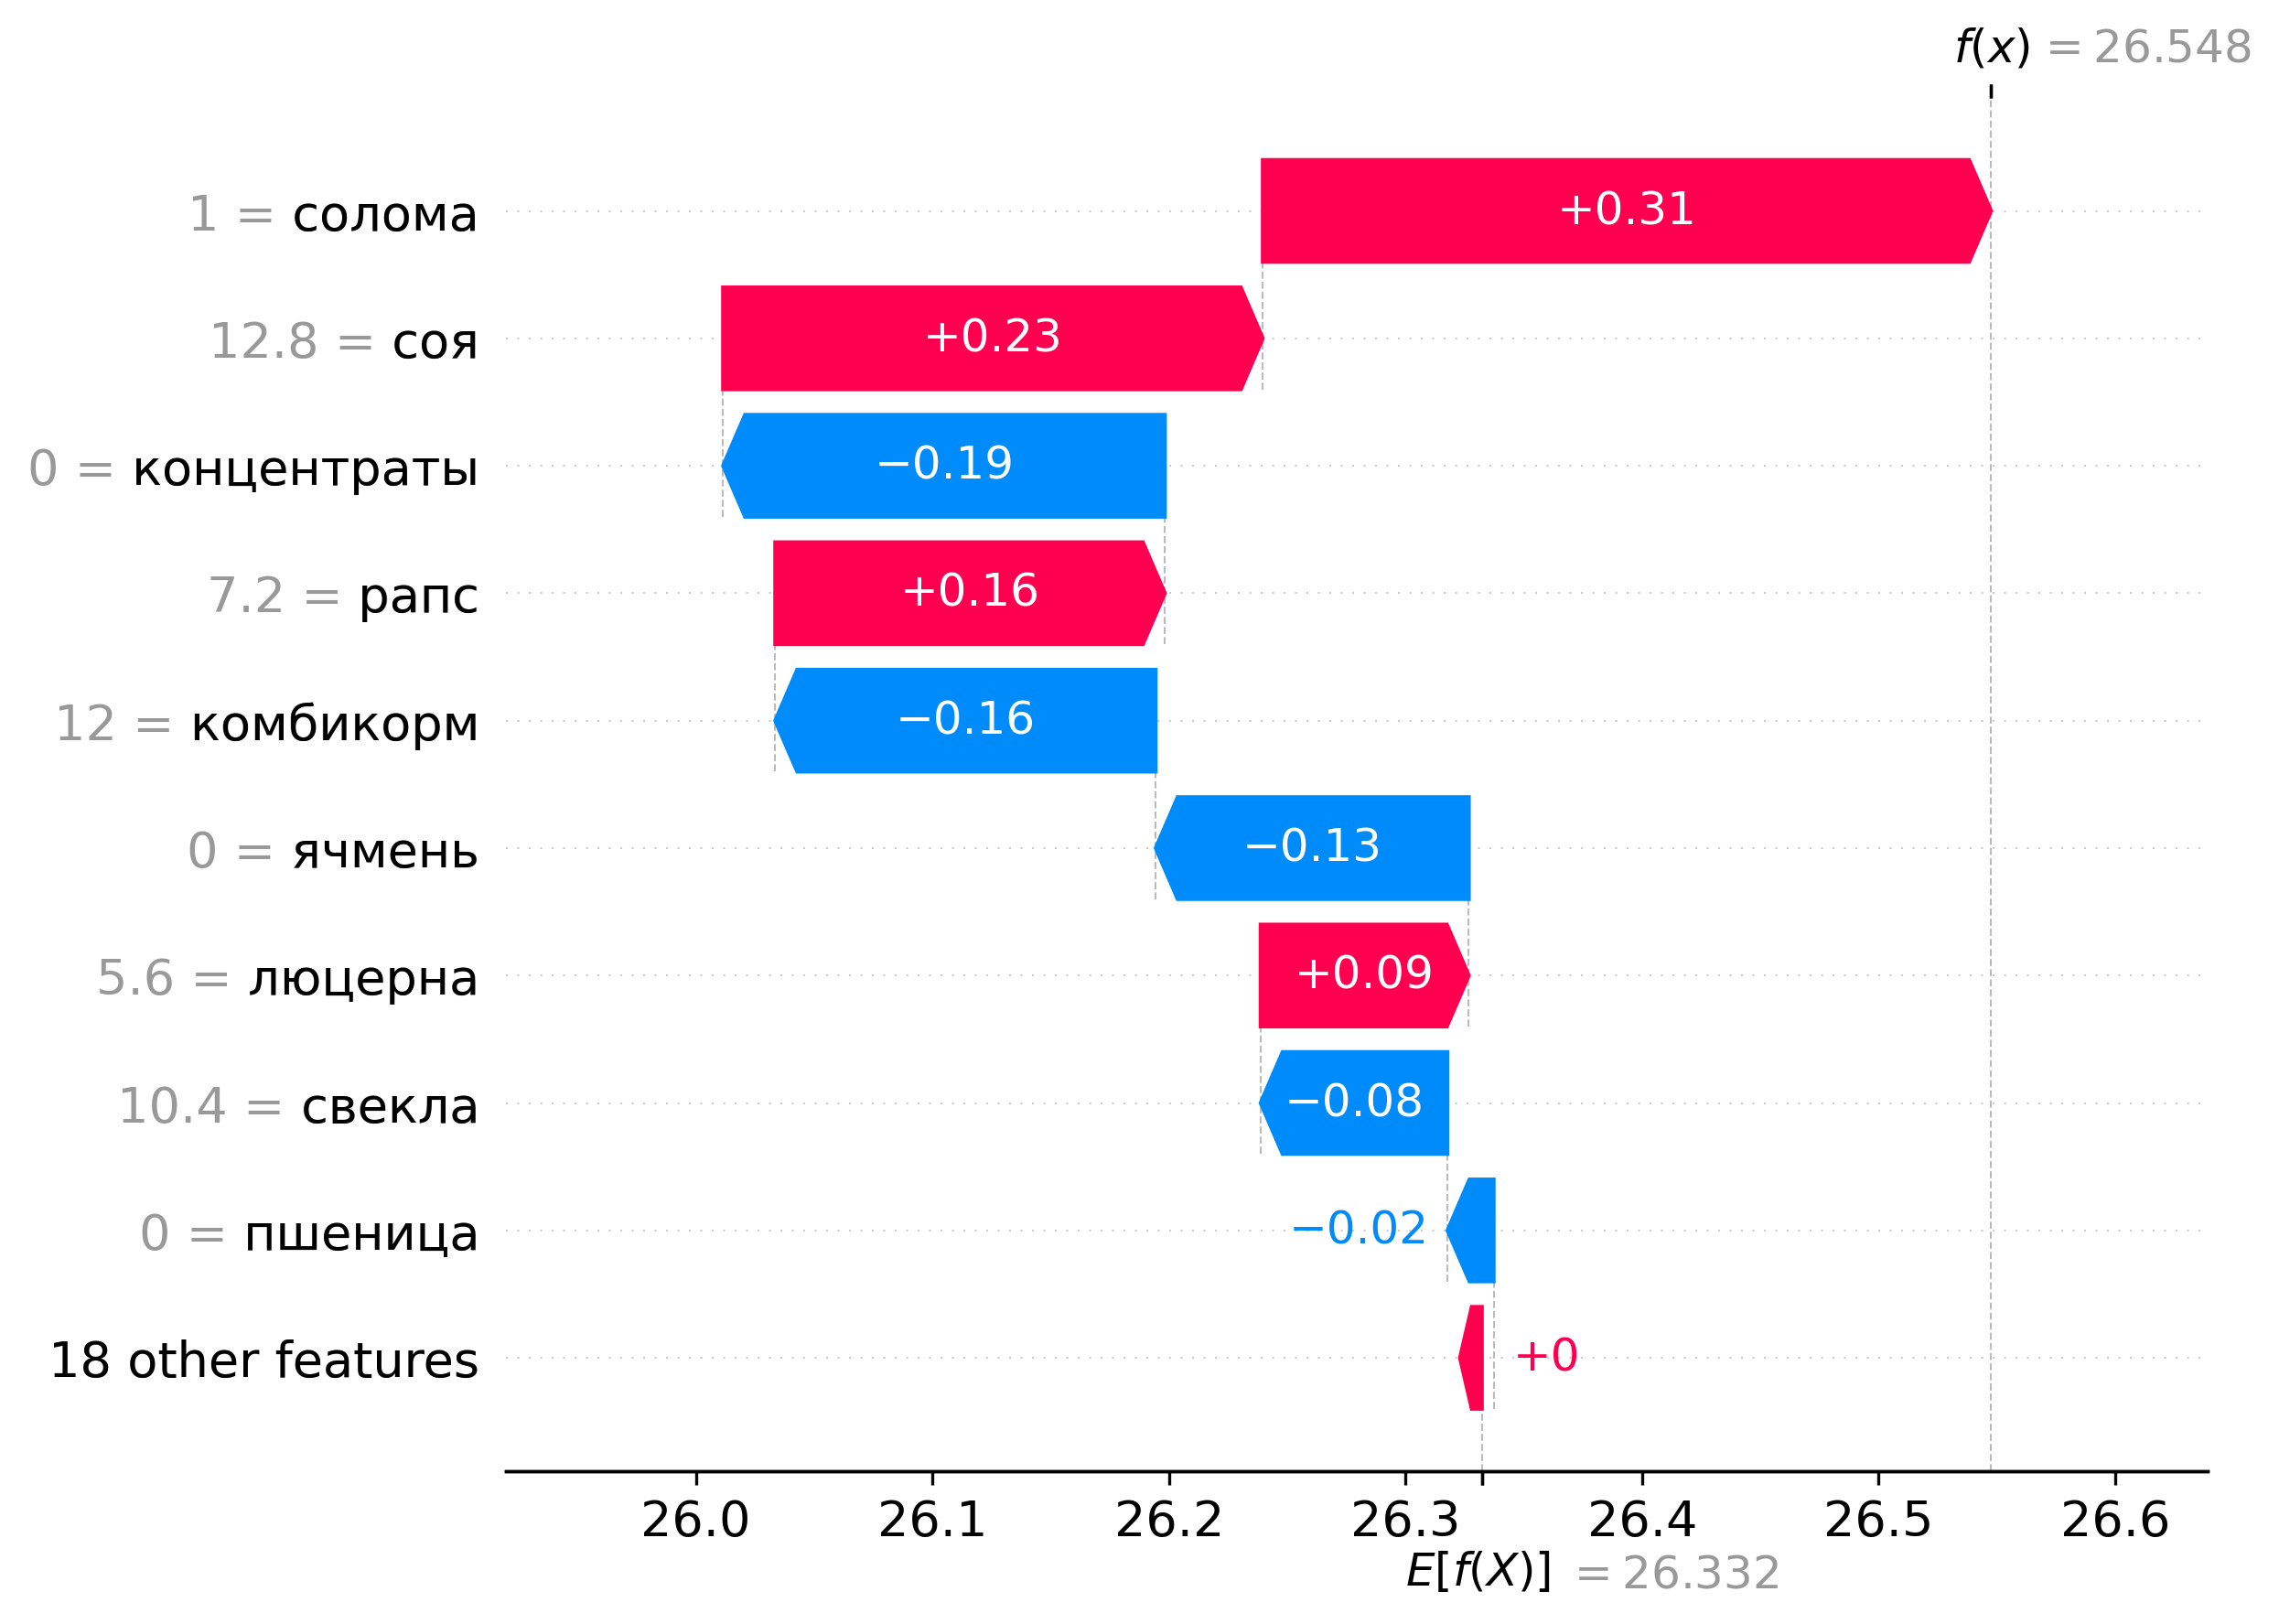 f(x) = 26.548
1 = солома +0.31
12.8 = соя +0.23
0 = концентраты −0.19
7.2 = рапс +0.16
12 = комбикорм −0.16
0 = ячмень −0.13
5.6 = люцерна +0.09
10.4 = свекла −0.08
0 = пшеница −0.02
18 other features +0
26.0 26.1 26.2 26.3 26.4 26.5 26.6
E[f(X)] = 26.332